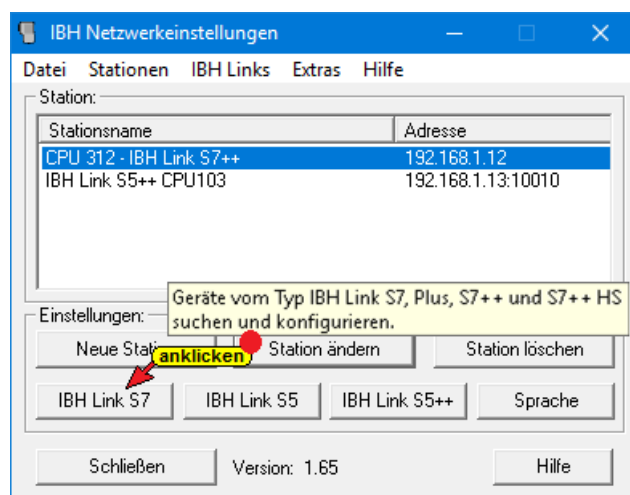 IBH Netzwerkeinstellungen
Datei Stationen IBH Links Extras Hilfe
Station:
Stationsname Adresse
CPU 312 - IBH Link S7++ 192.168.1.12
IBH Link S5++ CPU103 192.168.1.13:10010
Geräte vom Typ IBH Link S7, Plus, S7++ und S7++ HS
suchen und konfigurieren.
Einstellungen:
Neue Stati Station ändern Station löschen
anklicken
IBH Link S7 IBH Link S5 IBH Link S5++ Sprache
Schließen Version: 1.65 Hilfe